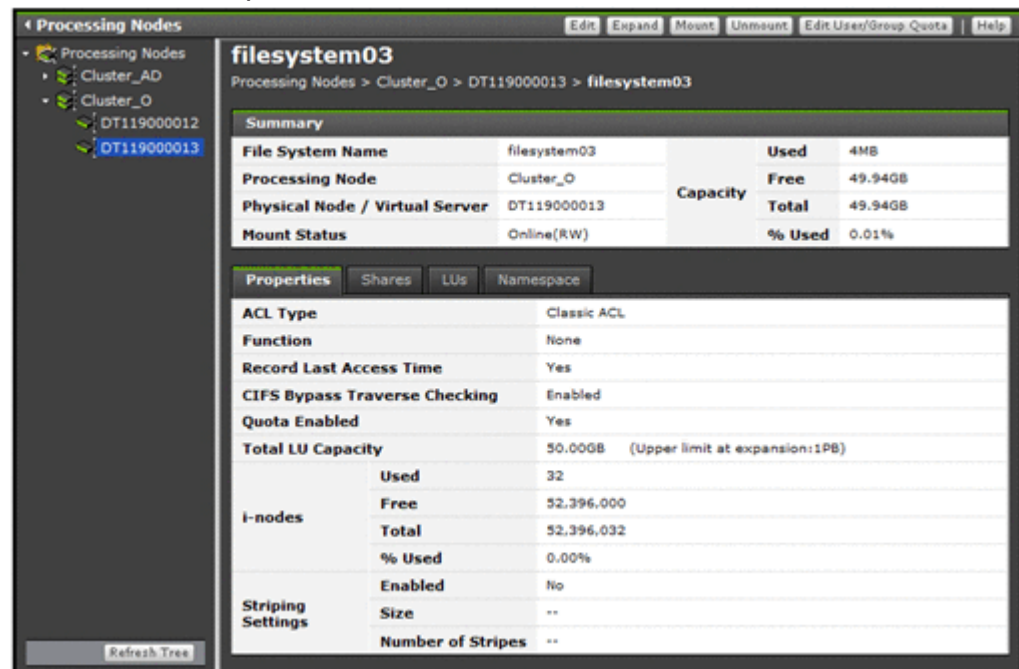 Processing Nodes
Edit Expand Mount Unmount Edit User/Group Quota | Help
Processing Nodes
Cluster_AD
Cluster_O
DT119000012
DT119000013
Refresh Tree
filesystem03
Processing Nodes > Cluster_O > DT119000013 > filesystem03
Summary
File System Name filesystem03
Processing Node Cluster_O
Physical Node / Virtual Server DT119000013
Mount Status Online(RW)
Capacity
Used 4MB
Free 49.94GB
Total 49.94GB
% Used 0.01%
Properties Shares LUs Namespace
ACL Type Classic ACL
Function None
Record Last Access Time Yes
CIFS Bypass Traverse Checking Enabled
Quota Enabled Yes
Total LU Capacity 50.00GB (Upper limit at expansion:1PB)
i-nodes
Used 32
Free 52,396,000
Total 52,396,032
% Used 0.00%
Striping
Settings
Enabled No
Size --
Number of Stripes --